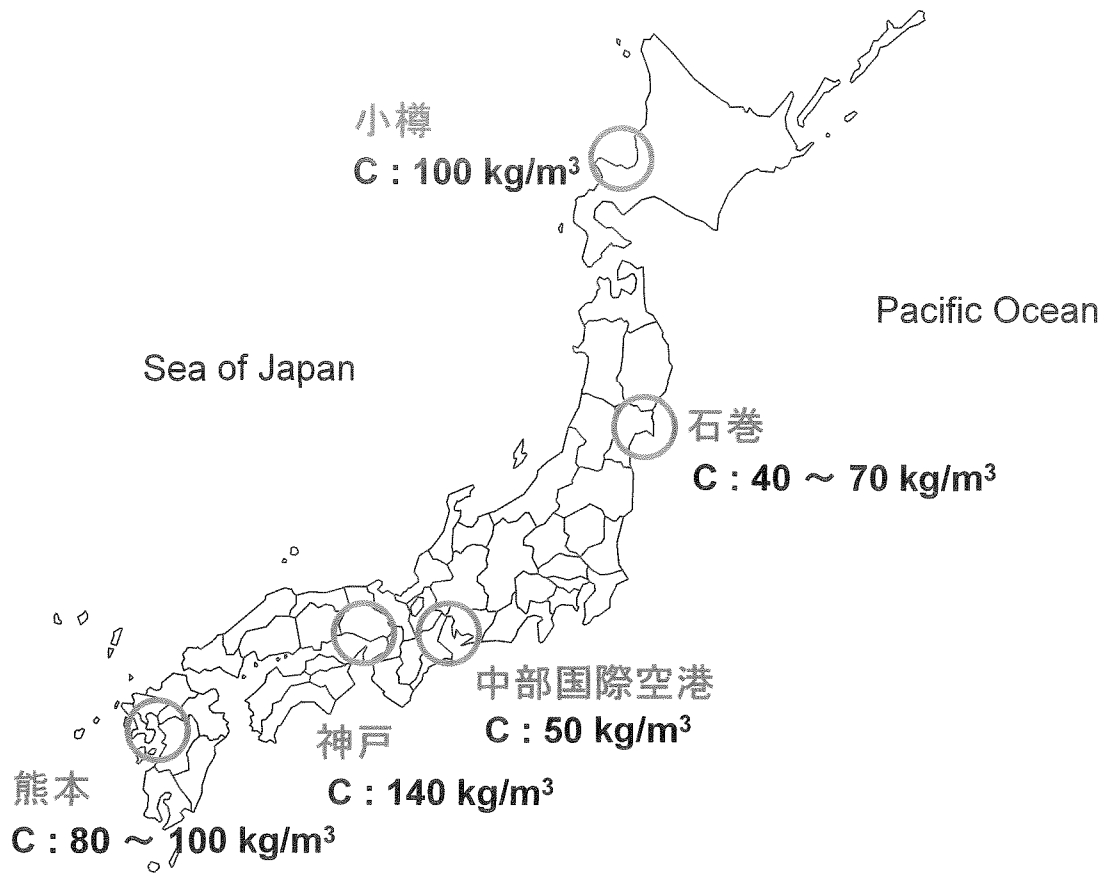 小樽
C : 100 kg/m³
Pacific Ocean
Sea of Japan
石巻
C : 40 ～ 70 kg/m³
中部国際空港
C : 50 kg/m³
神戸
C : 140 kg/m³
熊本
C : 80 ～ 100 kg/m³